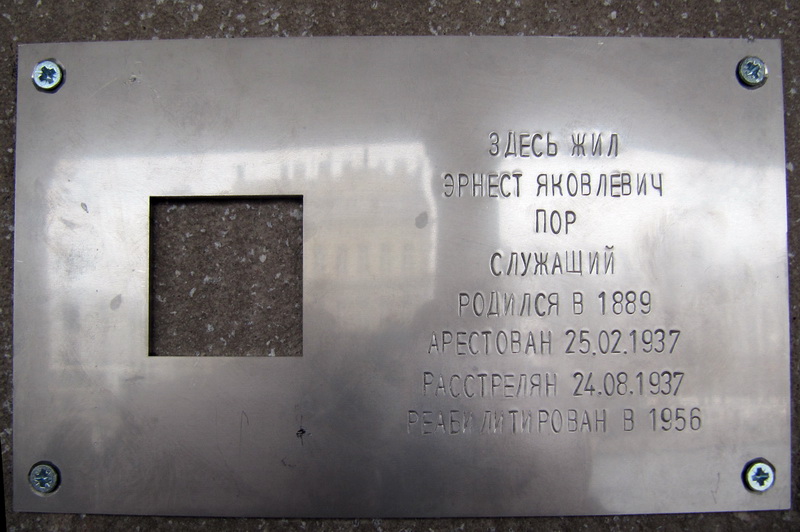 ЗДЕСЬ ЖИЛ
ЭРНЕСТ ЯКОВЛЕВИЧ
ПОР
СЛУЖАЩИЙ
РОДИЛСЯ В 1889
АРЕСТОВАН 25.02.1937
РАССТРЕЛЯН 24.08.1937
РЕАБИЛИТИРОВАН В 1956